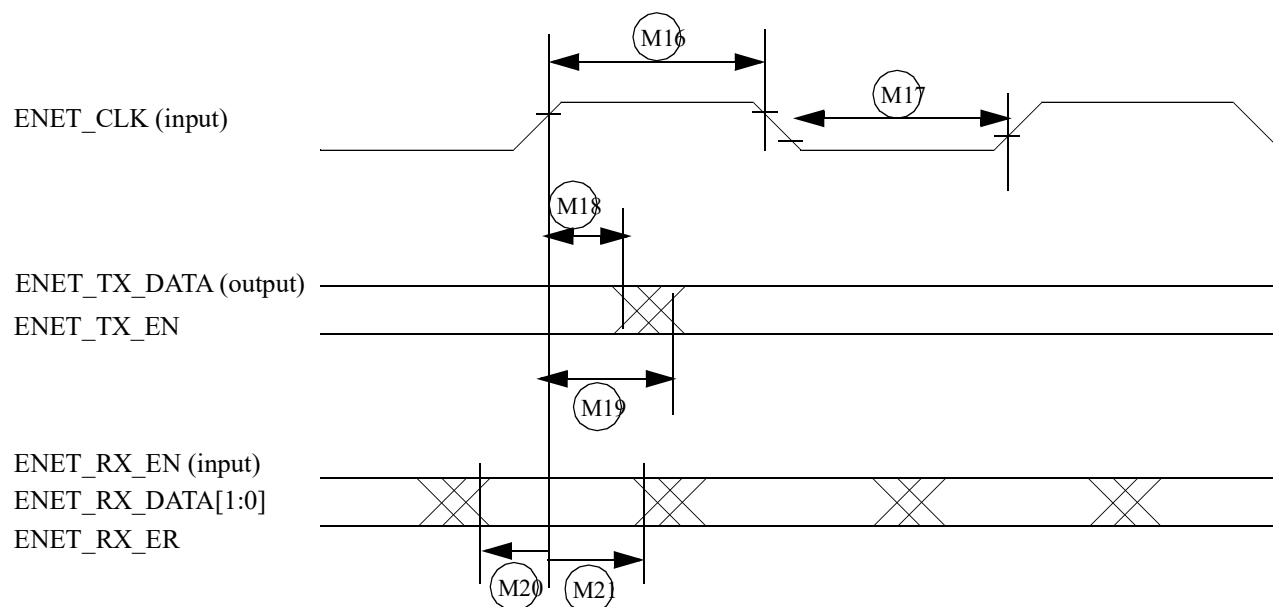 M16
ENET_CLK (input)
M17
M18
ENET_TX_DATA (output)
ENET_TX_EN
M19
ENET_RX_EN (input)
ENET_RX_DATA[1:0]
ENET_RX_ER
M20
M21